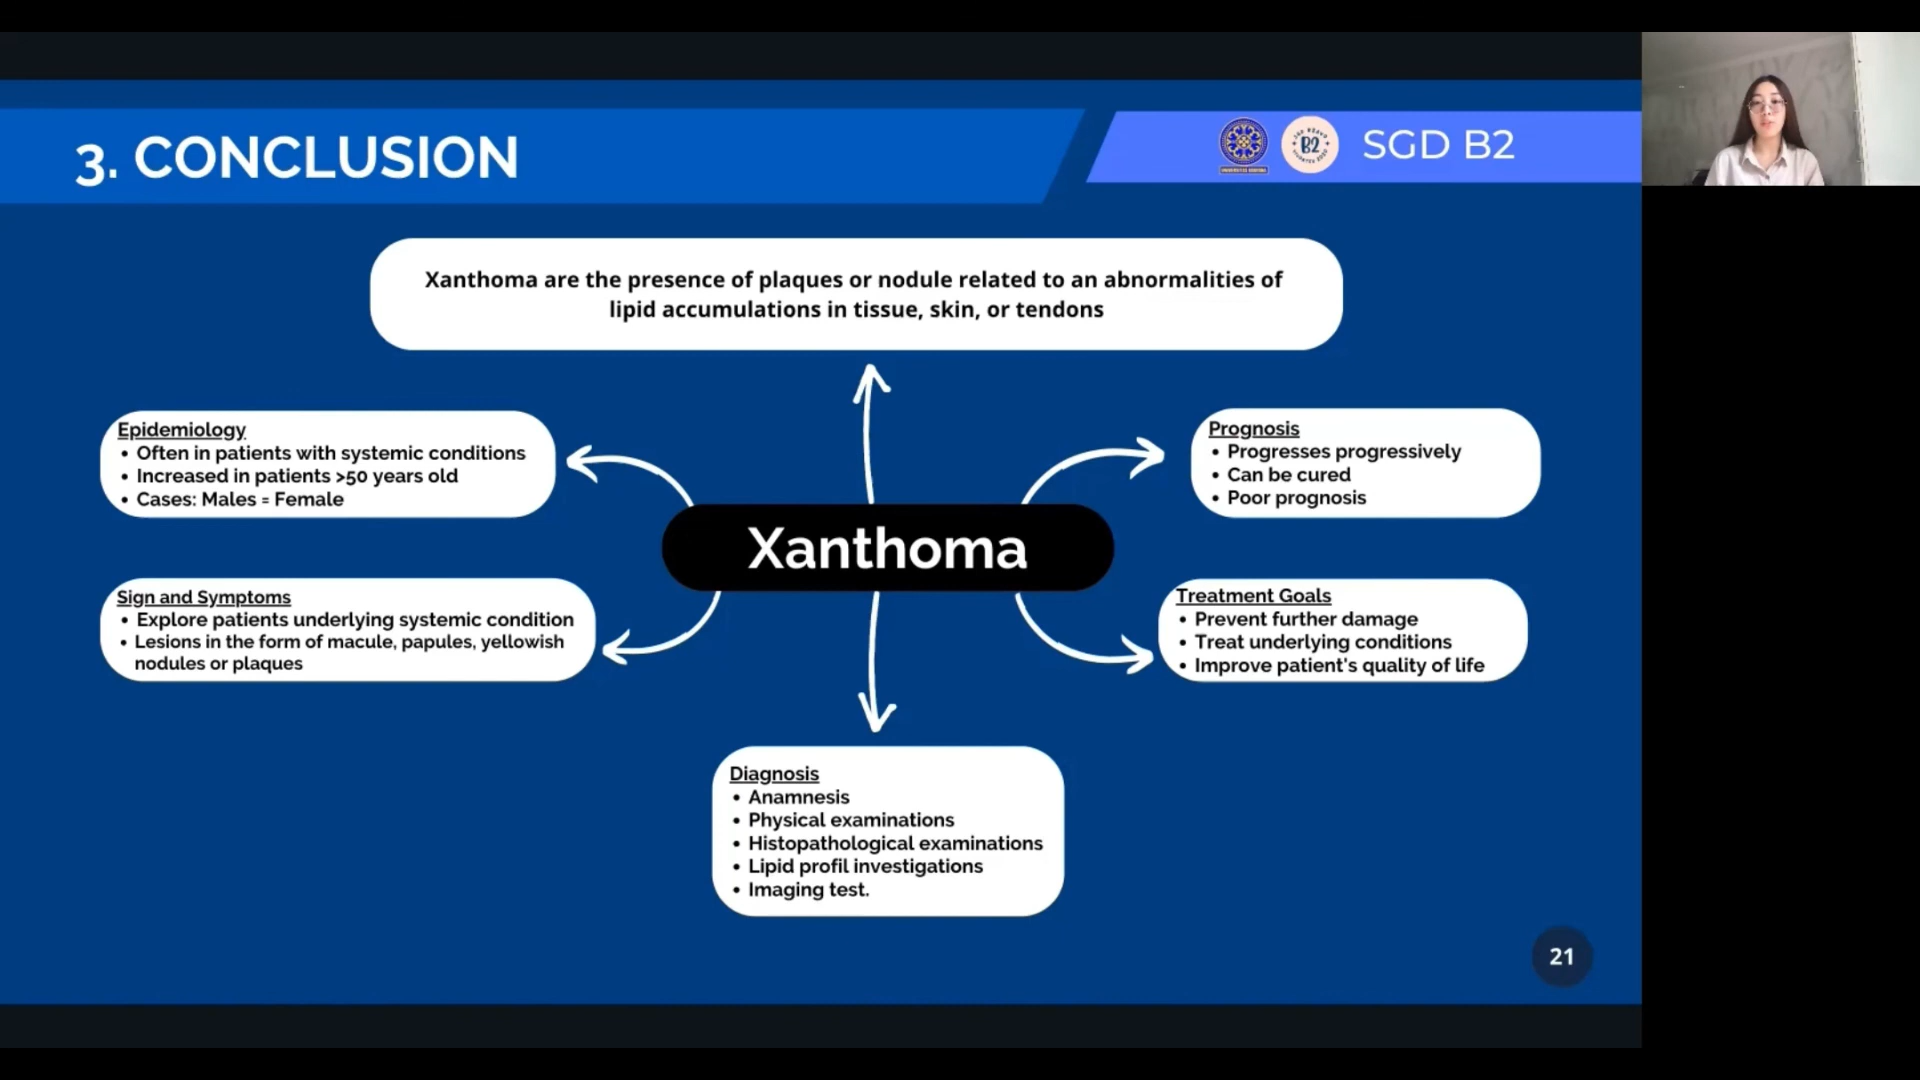 3. CONCLUSION
B2
SGD B2
Xanthoma are the presence of plaques or nodule related to an abnormalities of
lipid accumulations in tissue, skin, or tendons
Epidemiology
• Often in patients with systemic conditions
• Increased in patients >50 years old
• Cases: Males = Female
Prognosis
• Progresses progressively
• Can be cured
• Poor prognosis
Xanthoma
Sign and Symptoms
• Explore patients underlying systemic condition
• Lesions in the form of macule, papules, yellowish
nodules or plaques
Treatment Goals
• Prevent further damage
• Treat underlying conditions
• Improve patient's quality of life
Diagnosis
• Anamnesis
• Physical examinations
• Histopathological examinations
• Lipid profil investigations
• Imaging test.
21